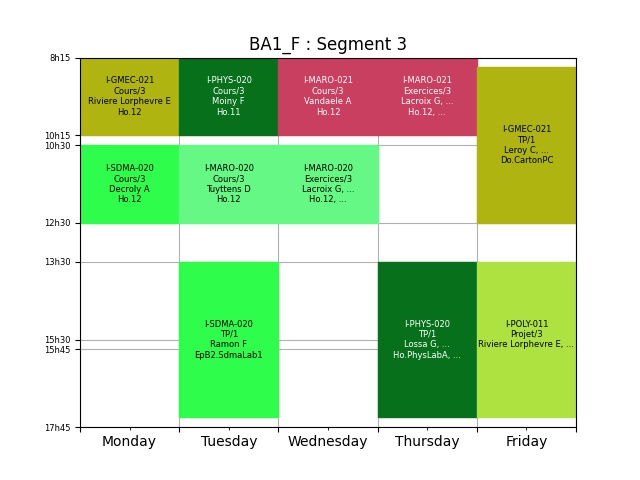 BA1_F : Segment 3
8h15
10h15
10h30
12h30
13h30
15h30
15h45
17h45
I-GMEC-021
Cours/3
Riviere Lorphevre E
Ho.12
I-PHYS-020
Cours/3
Moiny F
Ho.11
I-MARO-021
Cours/3
Vandaele A
Ho.12
I-MARO-021
Exercices/3
Lacroix G, ...
Ho.12, ...
I-GMEC-021
TP/1
Leroy C, ...
Do.CartonPC
I-SDMA-020
Cours/3
Decroly A
Ho.12
I-MARO-020
Cours/3
Tuyttens D
Ho.12
I-MARO-020
Exercices/3
Lacroix G, ...
Ho.12, ...
I-SDMA-020
TP/1
Ramon F
EpB2.SdmaLab1
I-PHYS-020
TP/1
Lossa G, ...
Ho.PhysLabA, ...
I-POLY-011
Projet/3
Riviere Lorphevre E, ...
Monday
Tuesday
Wednesday
Thursday
Friday